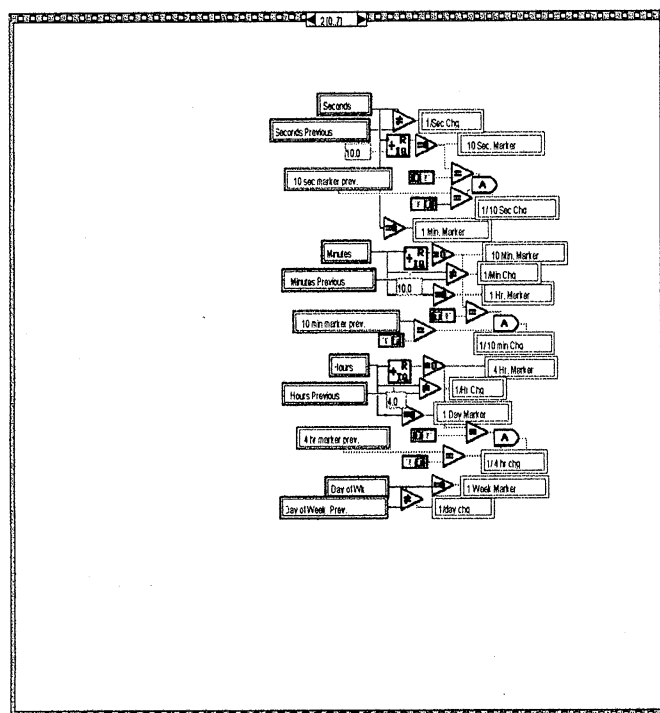 2 [0..7]
Seconds
Seconds Previous
1/Sec Chg
R
IQ
10.0
10 Sec. Marker
10 sec marker prev.
A
1/10 Sec Chg
1 Min. Marker
Minutes
R
IQ
10 Min. Marker
Minutes Previous
10.0
1/Min Chg
1 Hr. Marker
10 min marker prev.
A
1/10 min Chg
Hours
R
IQ
4 Hr. Marker
Hours Previous
4.0
1/Hr Chg
1 Day Marker
4 hr marker prev.
A
1/4 hr chg
Day of Wk
1 Week Marker
Day of Week Prev.
1/day chg